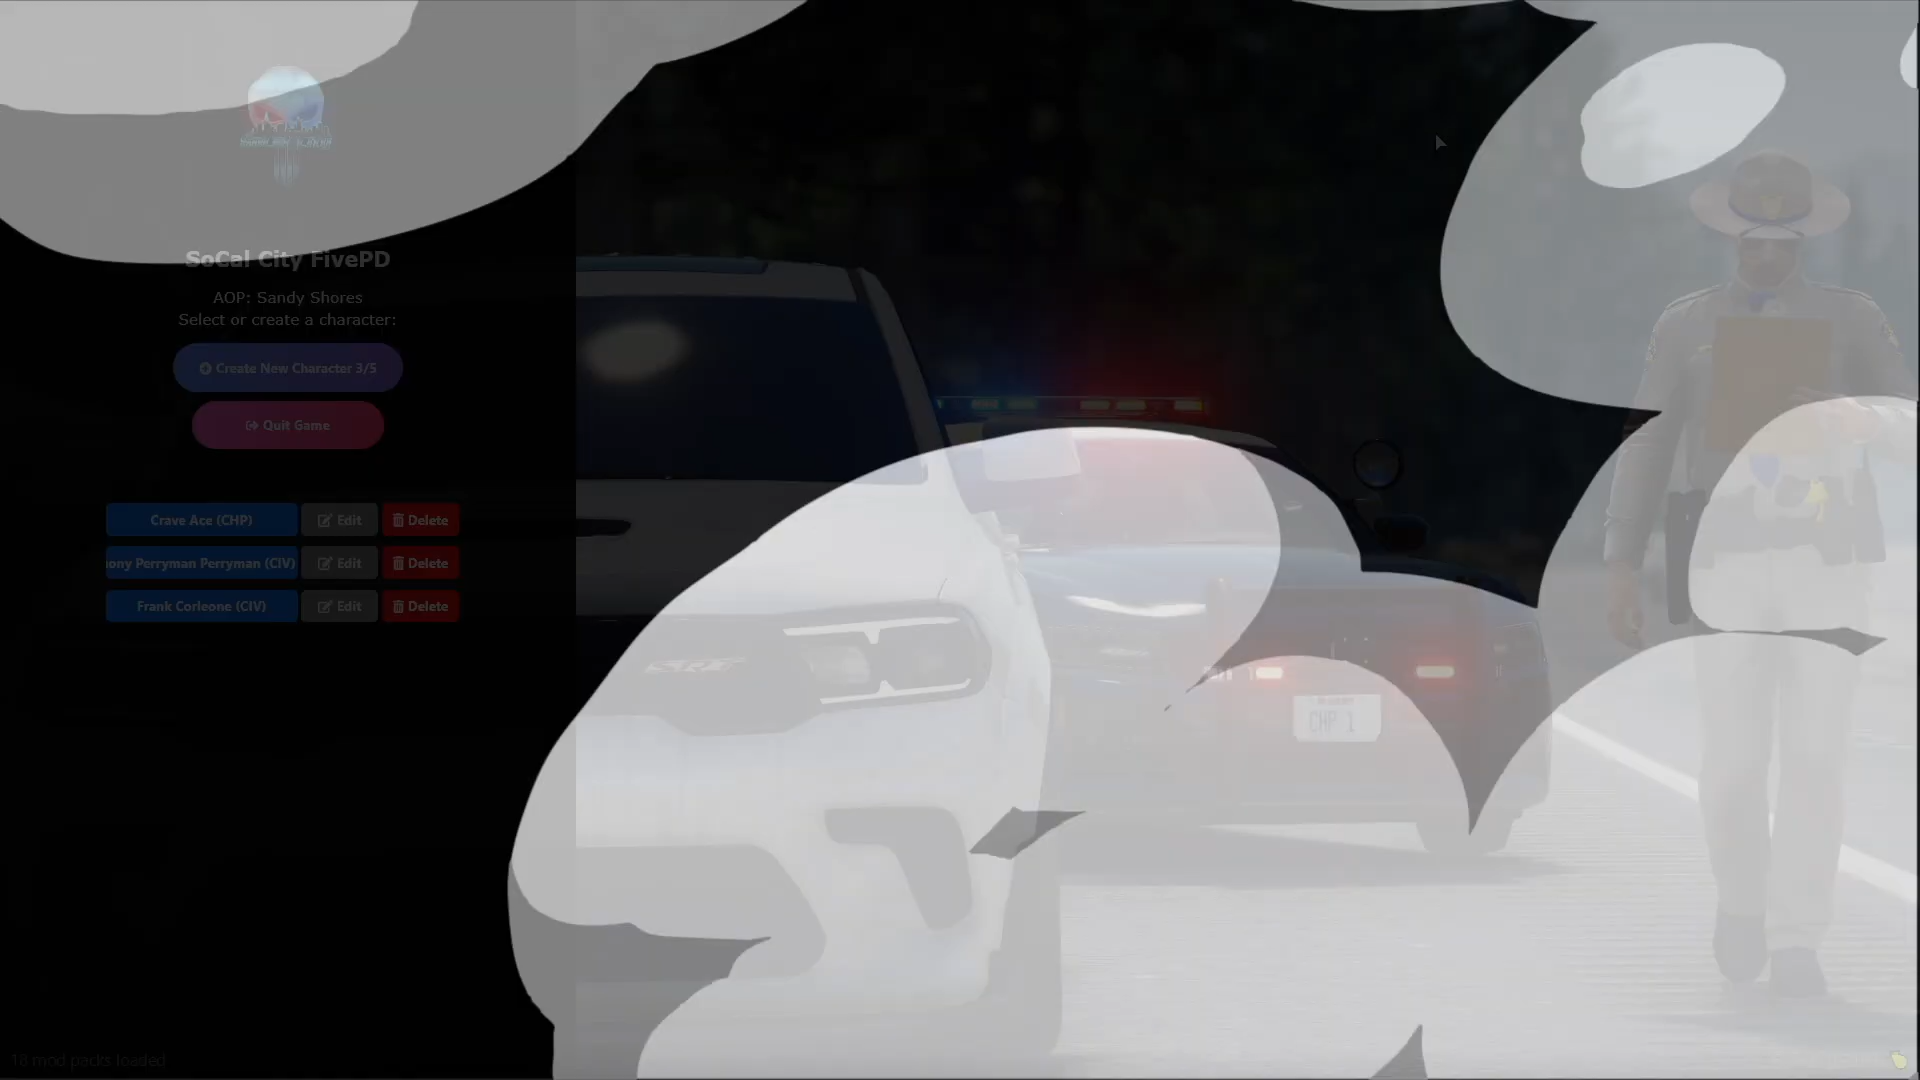 SoCal City FivePD
AOP: Sandy Shores
Select or create a character:
Create New Character 3/5
Quit Game
Crave Ace (CHP) Edit Delete
ony Perryman Perryman (CIV) Edit Delete
Frank Corleone (CIV) Edit Delete
SRT
CHP 1
18 mod packs loaded